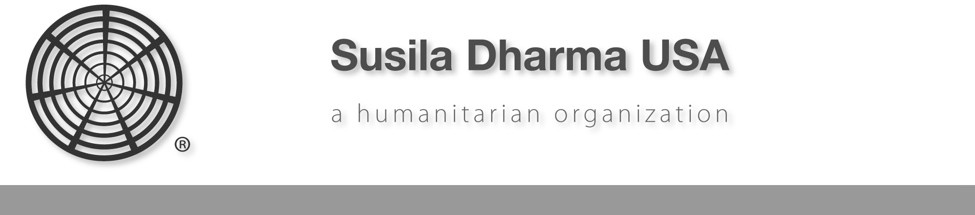 Susila Dharma USA
a humanitarian organization
®